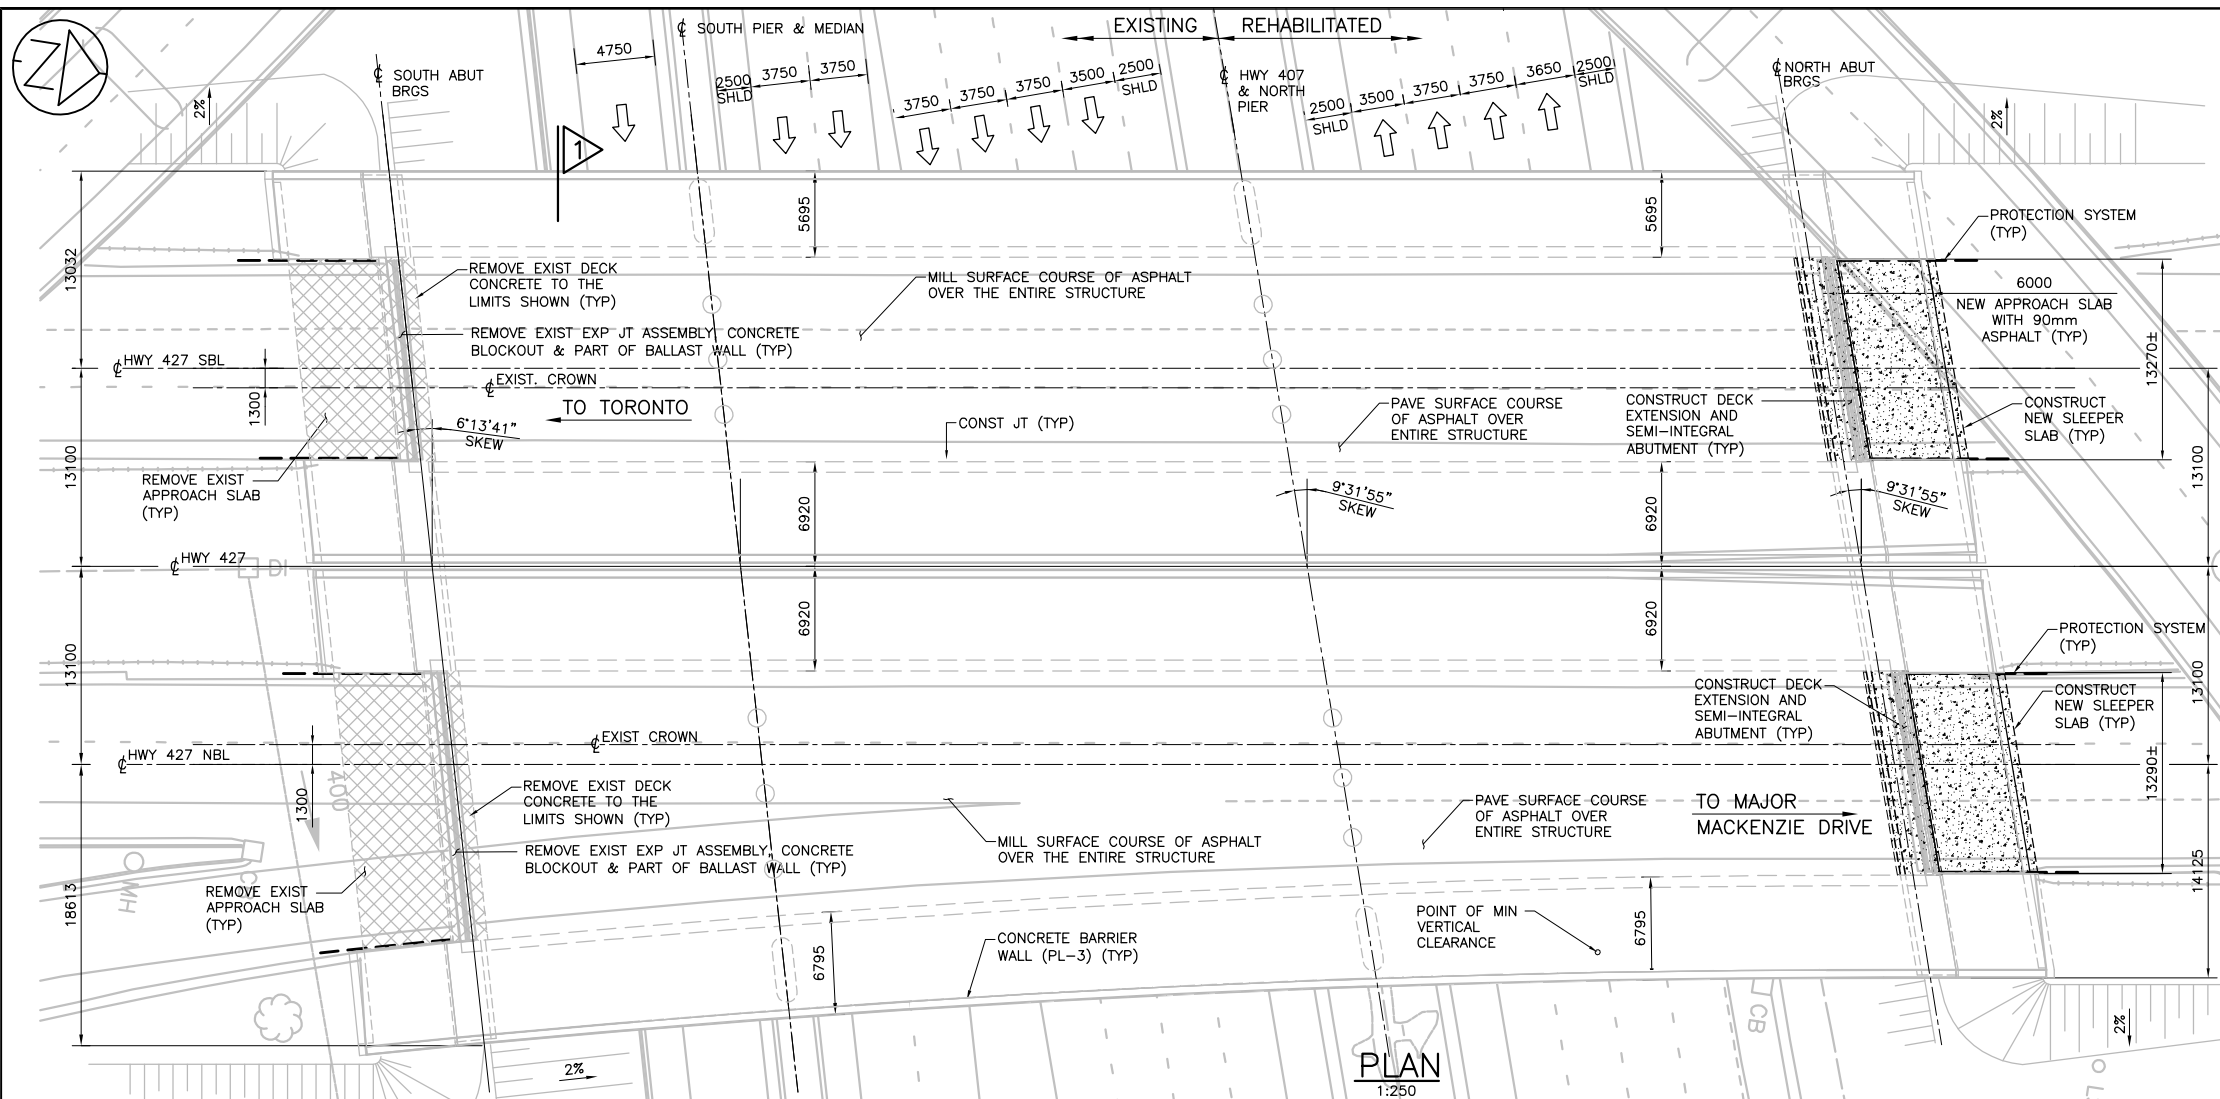 N
℄ SOUTH ABUT
BRGS
4750
℄ SOUTH PIER & MEDIAN
2500
SHLD
3750
3750
3750
3750
3750
3500
2500
SHLD
EXISTING
REHABILITATED
℄ HWY 407
& NORTH
PIER
2500
SHLD
3500
3750
3750
3650
2500
SHLD
℄ NORTH ABUT
BRGS
2%
2%
1
13032
5695
5695
PROTECTION SYSTEM
(TYP)
REMOVE EXIST DECK
CONCRETE TO THE
LIMITS SHOWN (TYP)
MILL SURFACE COURSE OF ASPHALT
OVER THE ENTIRE STRUCTURE
6000
NEW APPROACH SLAB
WITH 90mm
ASPHALT (TYP)
13270±
REMOVE EXIST EXP JT ASSEMBLY, CONCRETE
BLOCKOUT & PART OF BALLAST WALL (TYP)
℄ HWY 427 SBL
℄ EXIST. CROWN
1300
TO TORONTO
6°13'41"
SKEW
CONST JT (TYP)
PAVE SURFACE COURSE
OF ASPHALT OVER
ENTIRE STRUCTURE
CONSTRUCT DECK
EXTENSION AND
SEMI-INTEGRAL
ABUTMENT (TYP)
CONSTRUCT
NEW SLEEPER
SLAB (TYP)
13100
13100
REMOVE EXIST
APPROACH SLAB
(TYP)
6920
9°31'55"
SKEW
6920
9°31'55"
SKEW
℄ HWY 427
DI
6920
6920
13100
13100
PROTECTION SYSTEM
(TYP)
CONSTRUCT DECK
EXTENSION AND
SEMI-INTEGRAL
ABUTMENT (TYP)
CONSTRUCT
NEW SLEEPER
SLAB (TYP)
℄ EXIST CROWN
℄ HWY 427 NBL
13290±
1300
400
REMOVE EXIST DECK
CONCRETE TO THE
LIMITS SHOWN (TYP)
PAVE SURFACE COURSE
OF ASPHALT OVER
ENTIRE STRUCTURE
TO MAJOR
MACKENZIE DRIVE
MILL SURFACE COURSE OF ASPHALT
OVER THE ENTIRE STRUCTURE
REMOVE EXIST EXP JT ASSEMBLY, CONCRETE
BLOCKOUT & PART OF BALLAST WALL (TYP)
MH
REMOVE EXIST
APPROACH SLAB
(TYP)
18613
14125
6795
CONCRETE BARRIER
WALL (PL-3) (TYP)
POINT OF MIN
VERTICAL
CLEARANCE
6795
CB
2%
2%
PLAN
1:250